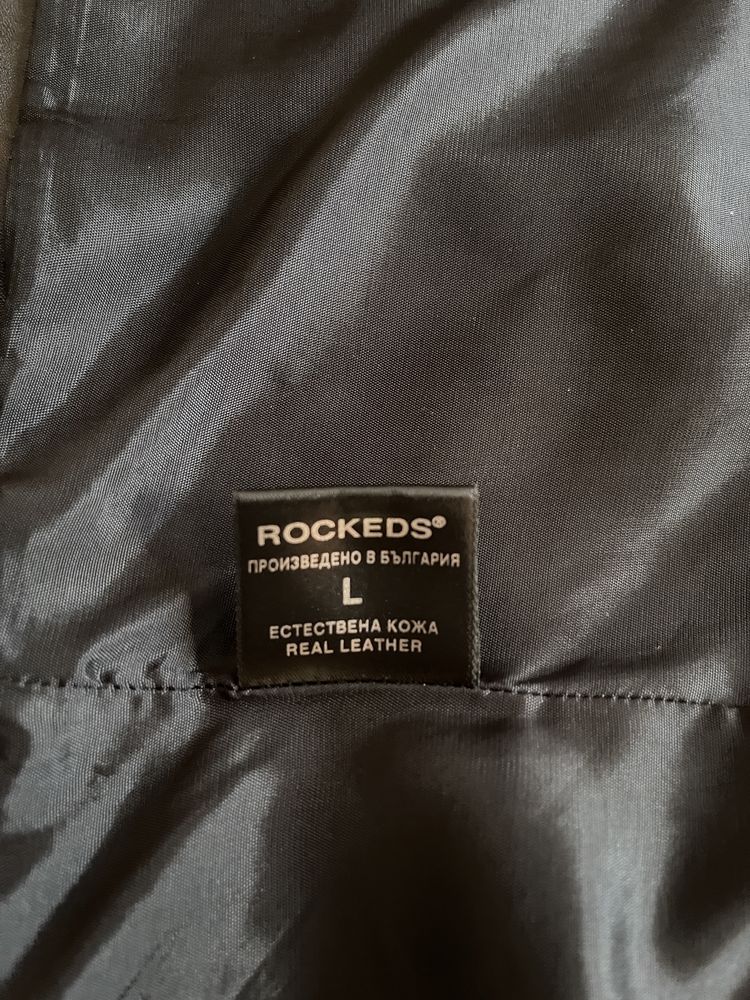 ROCKEDS®
ПРОИЗВЕДЕНО В БЪЛГАРИЯ
L
ЕСТЕСТВЕНА КОЖА
REAL LEATHER